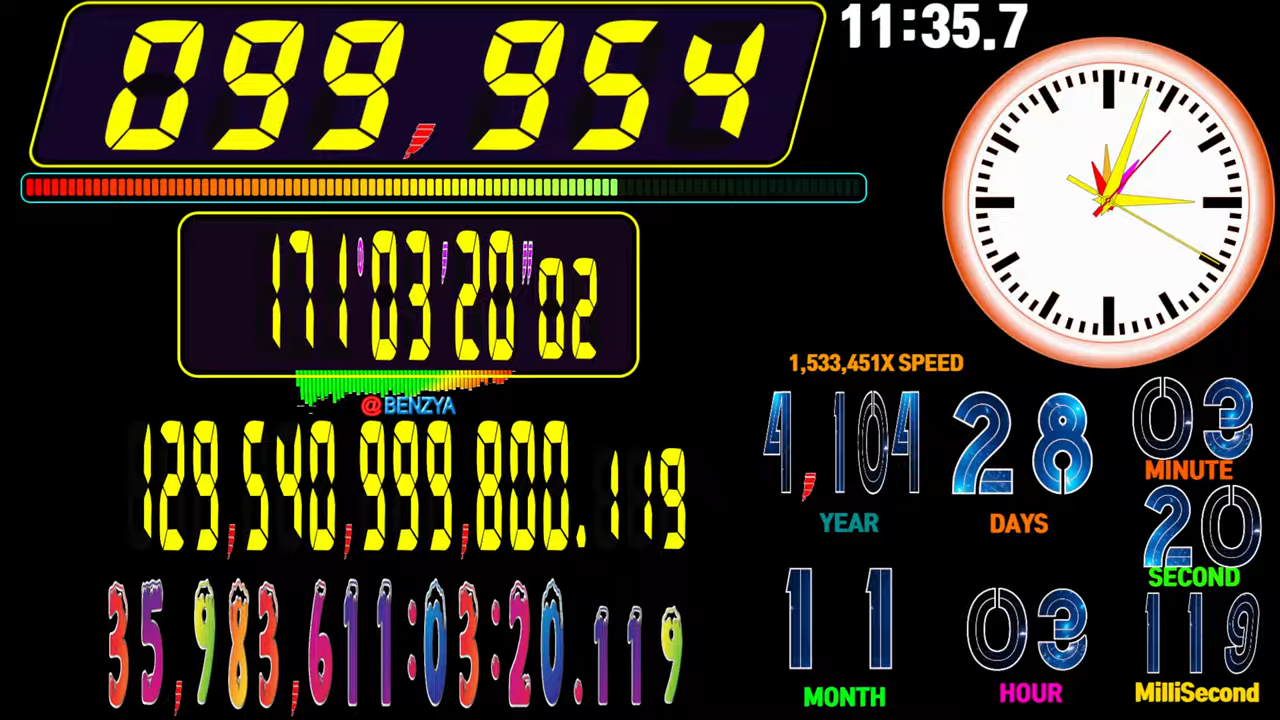 099,954
11:35.7
171°03'20"02
1,533,451X SPEED
@BENZYA
129,540,999,800.119
4,104
YEAR
28
DAYS
03
MINUTE
20
SECOND
35,983,611:03:20.119
11
MONTH
03
HOUR
119
MilliSecond